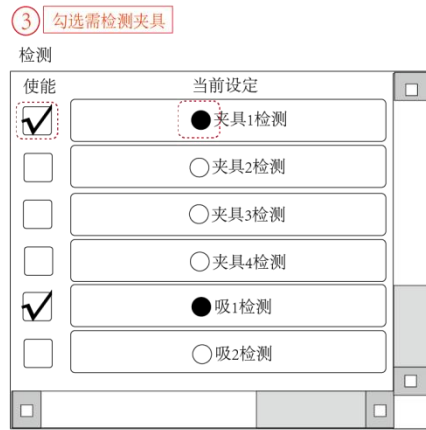 3 勾选需检测夹具
检测
使能 当前设定
夹具1检测
夹具2检测
夹具3检测
夹具4检测
吸1检测
吸2检测